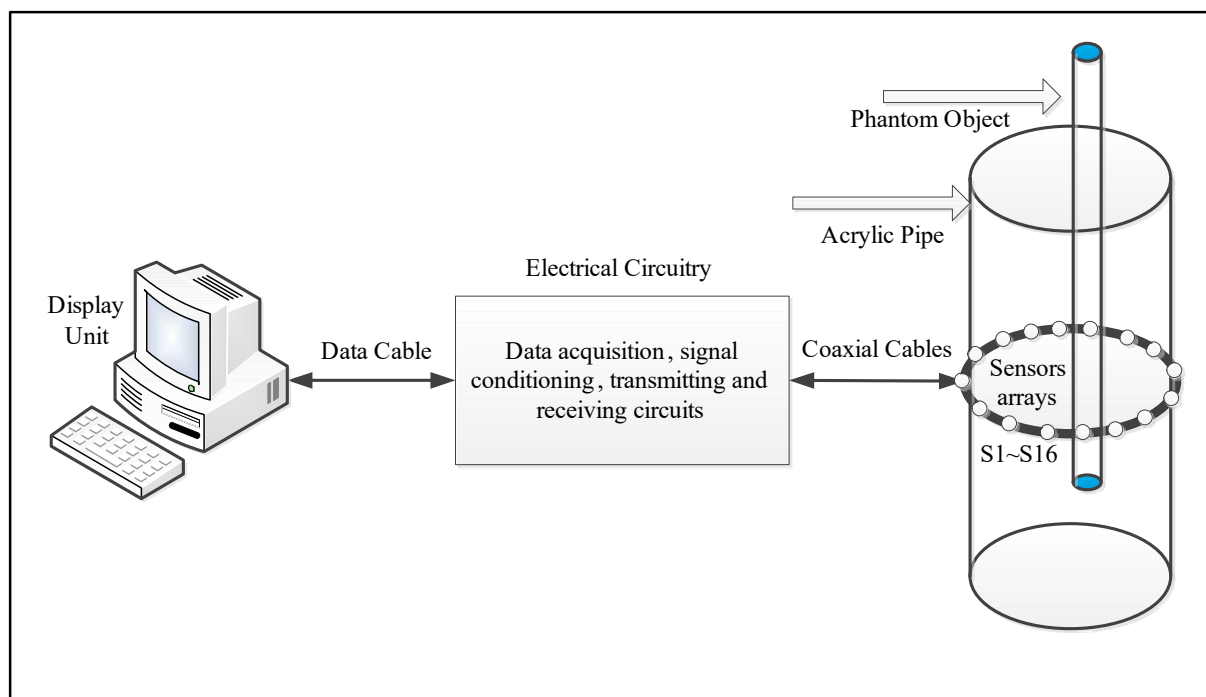 Phantom Object
Acrylic Pipe
Electrical Circuitry
Display
Unit
Data Cable
Data acquisition, signal
conditioning, transmitting and
receiving circuits
Coaxial Cables
Sensors
arrays
S1~S16